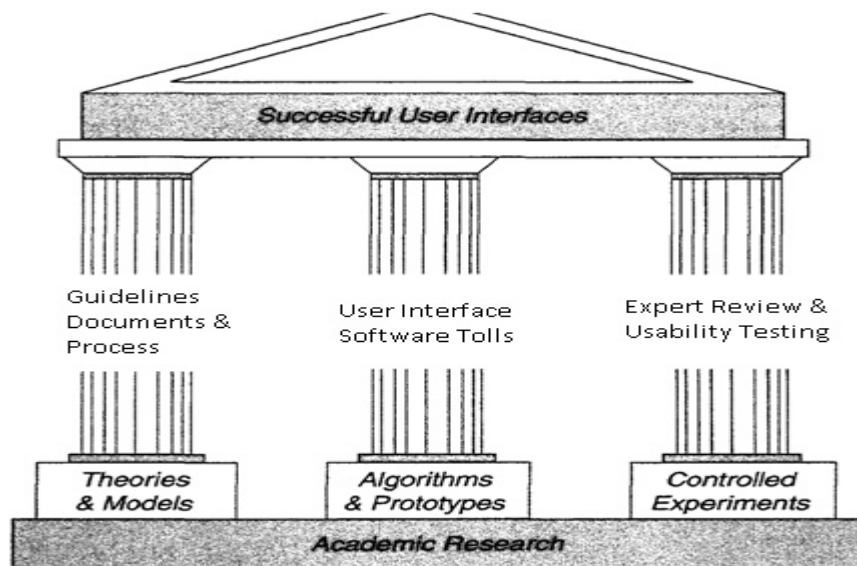 Successful User Interfaces
Guidelines
Documents &
Process
User Interface
Software Tolls
Expert Review &
Usability Testing
Theories
& Models
Algorithms
& Prototypes
Controlled
Experiments
Academic Research